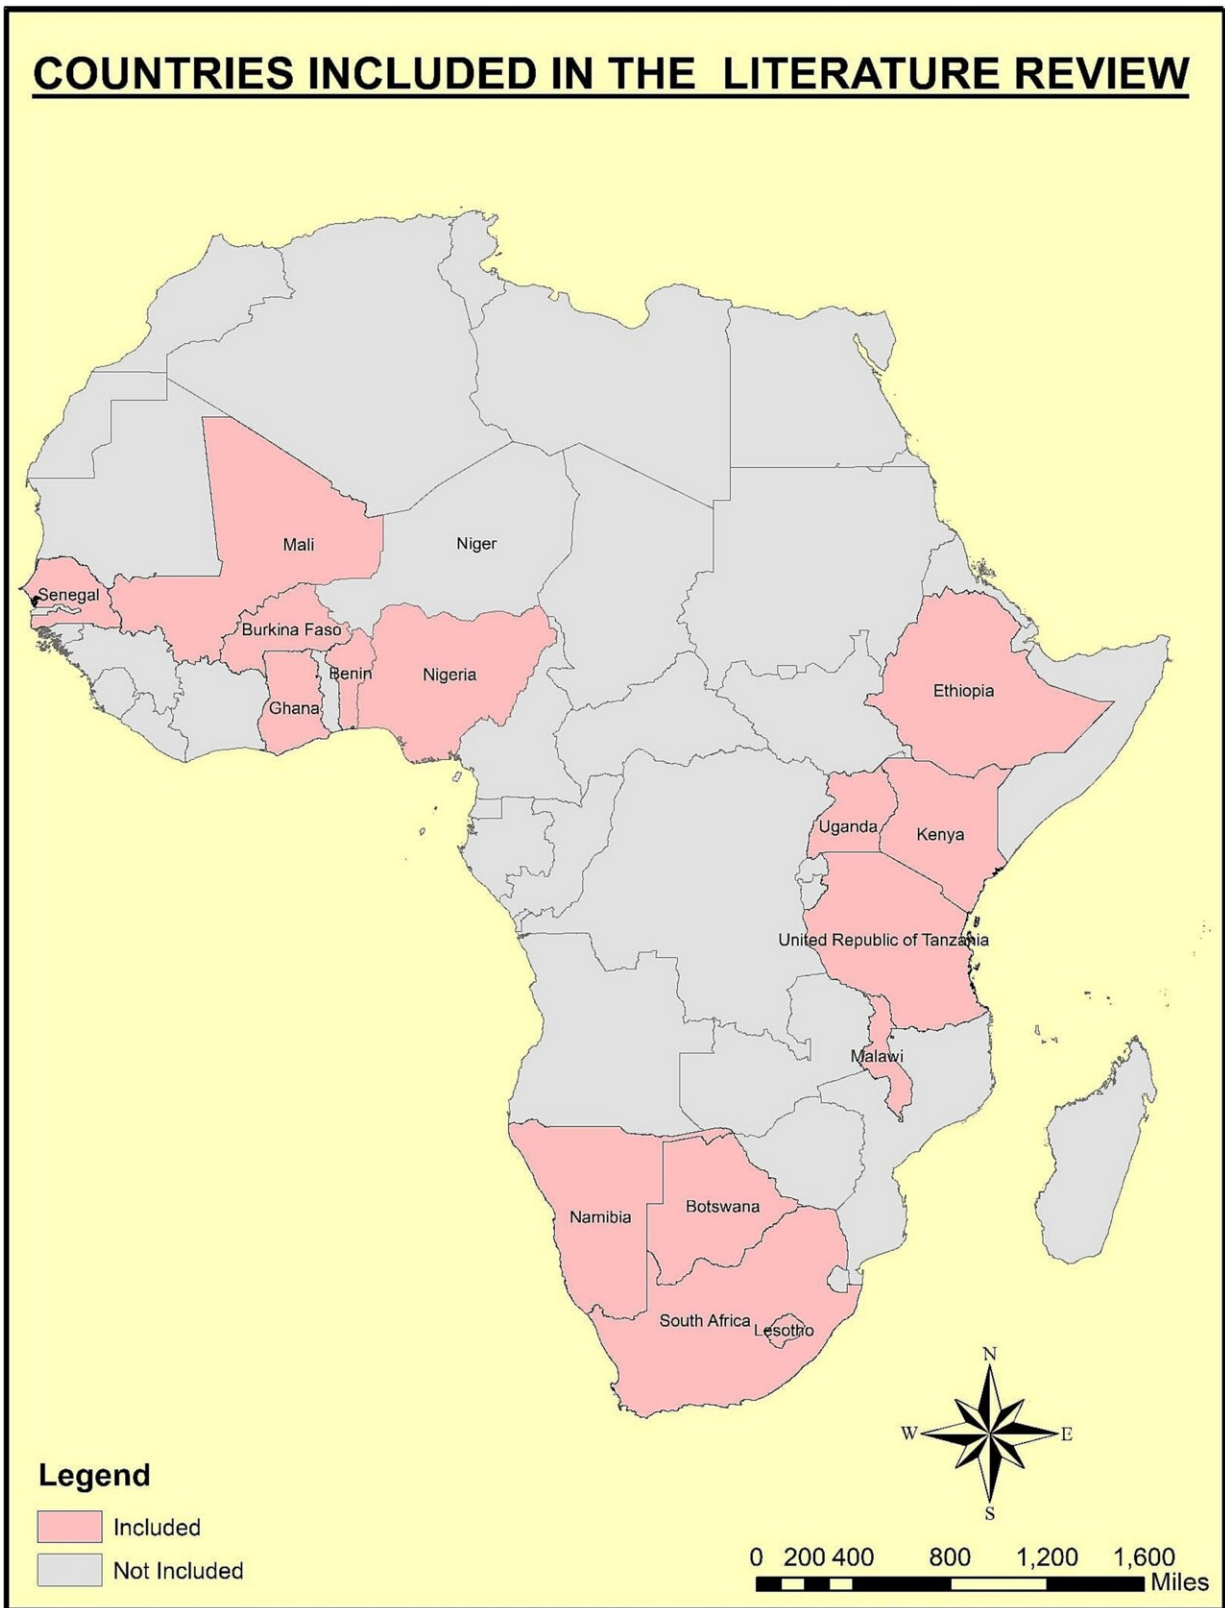 COUNTRIES INCLUDED IN THE LITERATURE REVIEW
Mali
Niger
Senegal
Burkina Faso
Benin
Nigeria
Ghana
Ethiopia
Uganda
Kenya
United Republic of Tanzania
Malawi
Namibia
Botswana
South Africa
Lesotho
N
W
E
S
Legend
Included
Not Included
0 200 400 800 1,200 1,600
Miles